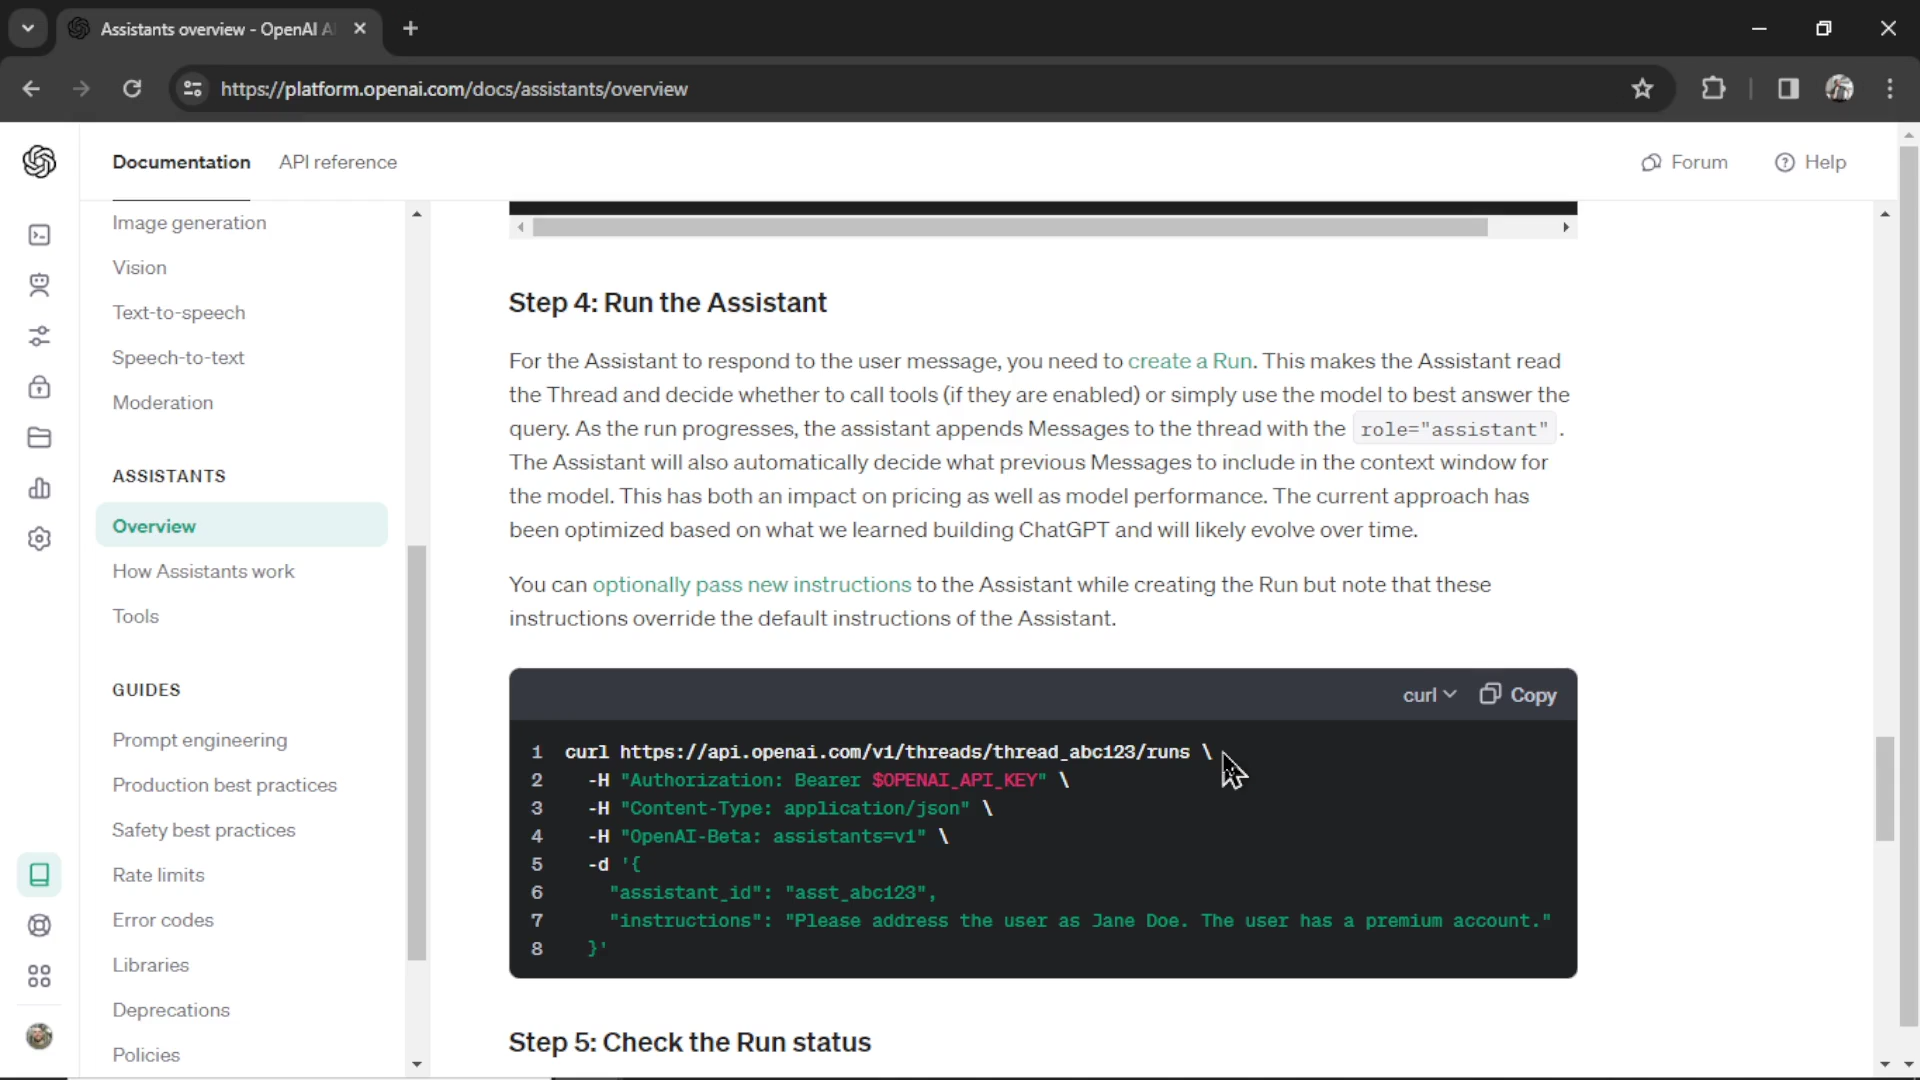 Assistants overview - OpenAI A
https://platform.openai.com/docs/assistants/overview
Documentation
API reference
Forum
Help
Image generation
Vision
Text-to-speech
Speech-to-text
Moderation
ASSISTANTS
Overview
How Assistants work
Tools
GUIDES
Prompt engineering
Production best practices
Safety best practices
Rate limits
Error codes
Libraries
Deprecations
Policies
Step 4: Run the Assistant
For the Assistant to respond to the user message, you need to create a Run. This makes the Assistant read
the Thread and decide whether to call tools (if they are enabled) or simply use the model to best answer the
query. As the run progresses, the assistant appends Messages to the thread with the role="assistant" .
The Assistant will also automatically decide what previous Messages to include in the context window for
the model. This has both an impact on pricing as well as model performance. The current approach has
been optimized based on what we learned building ChatGPT and will likely evolve over time.
You can optionally pass new instructions to the Assistant while creating the Run but note that these
instructions override the default instructions of the Assistant.
curl Copy
1 curl https://api.openai.com/v1/threads/thread_abc123/runs \
2 -H "Authorization: Bearer $OPENAI_API_KEY" \
3 -H "Content-Type: application/json" \
4 -H "OpenAI-Beta: assistants=v1" \
5 -d '{
6 "assistant_id": "asst_abc123",
7 "instructions": "Please address the user as Jane Doe. The user has a premium account."
8 }'
Step 5: Check the Run status